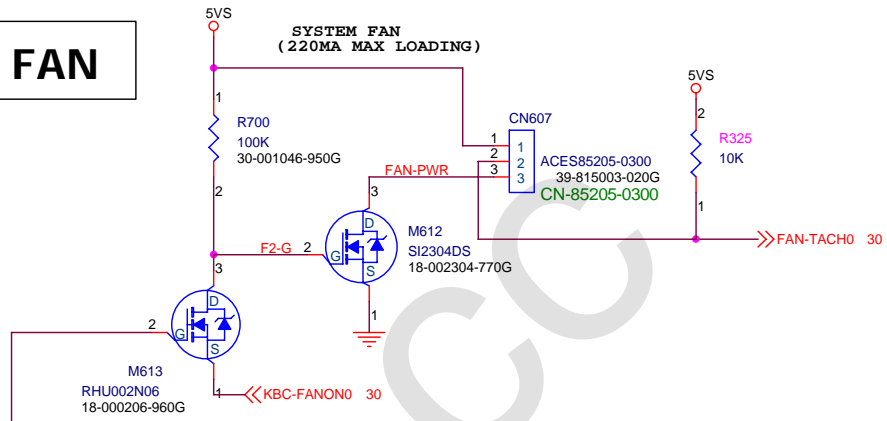 FAN
5VS
SYSTEM FAN
(220MA MAX LOADING)
1
R700
100K
30-001046-950G
2
CN607
1
2
3
1
2
3
ACES85205-0300
39-815003-020G
CN-85205-0300
5VS
2
R325
10K
1
FAN-TACH0 30
FAN-PWR
3
D
G
S
M612
SI2304DS
18-002304-770G
1
F2-G 2
3
D
2
G
S
M613
RHU002N06
18-000206-960G
1
KBC-FANON0 30
CC